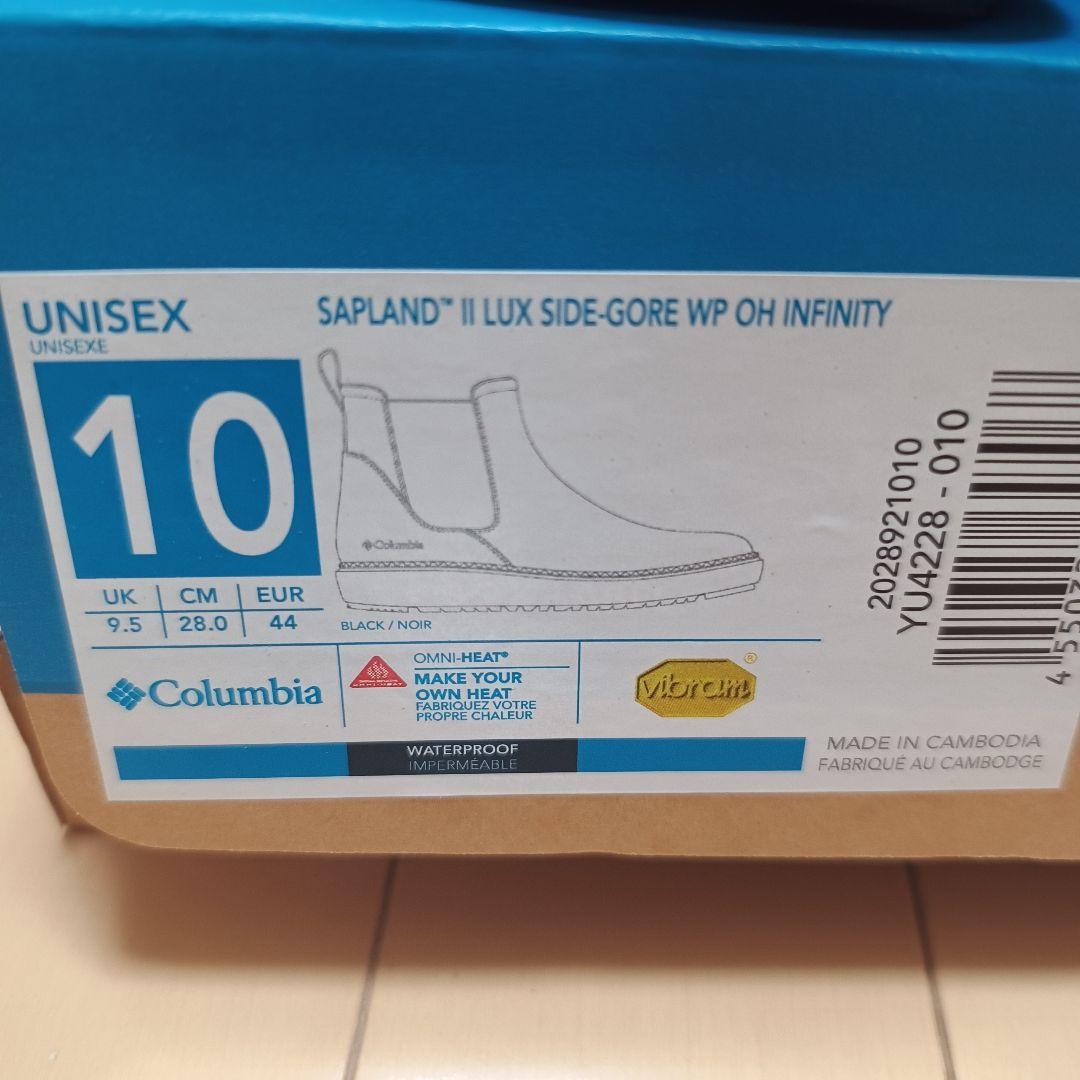 UNISEX
UNISEXE
SAPLAND™ II LUX SIDE-GORE WP OH INFINITY
10
UK CM EUR
9.5 28.0 44
Columbia
BLACK / NOIR
2028921010
YU4228 - 010
Columbia
OMNI-HEAT®
MAKE YOUR
OWN HEAT
FABRIQUEZ VOTRE
PROPRE CHALEUR
vibram®
WATERPROOF
IMPERMÉABLE
MADE IN CAMBODIA
FABRIQUÉ AU CAMBODGE